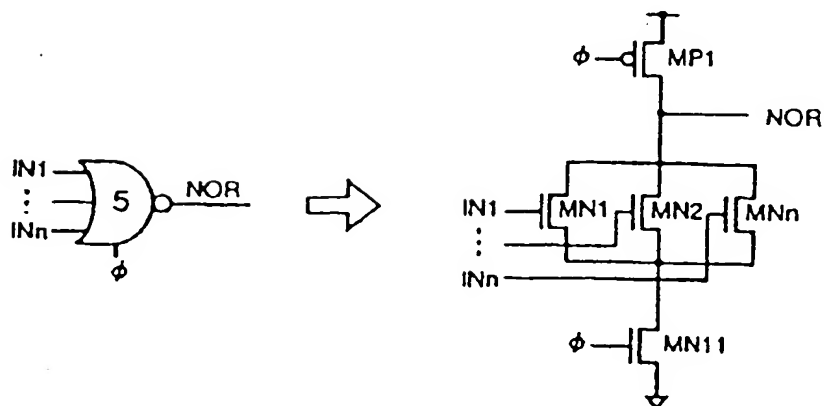 IN1
⋮
INn
5
NOR
ϕ
ϕ
MP1
NOR
IN1
⋮
INn
MN1
MN2
MNn
ϕ
MN11